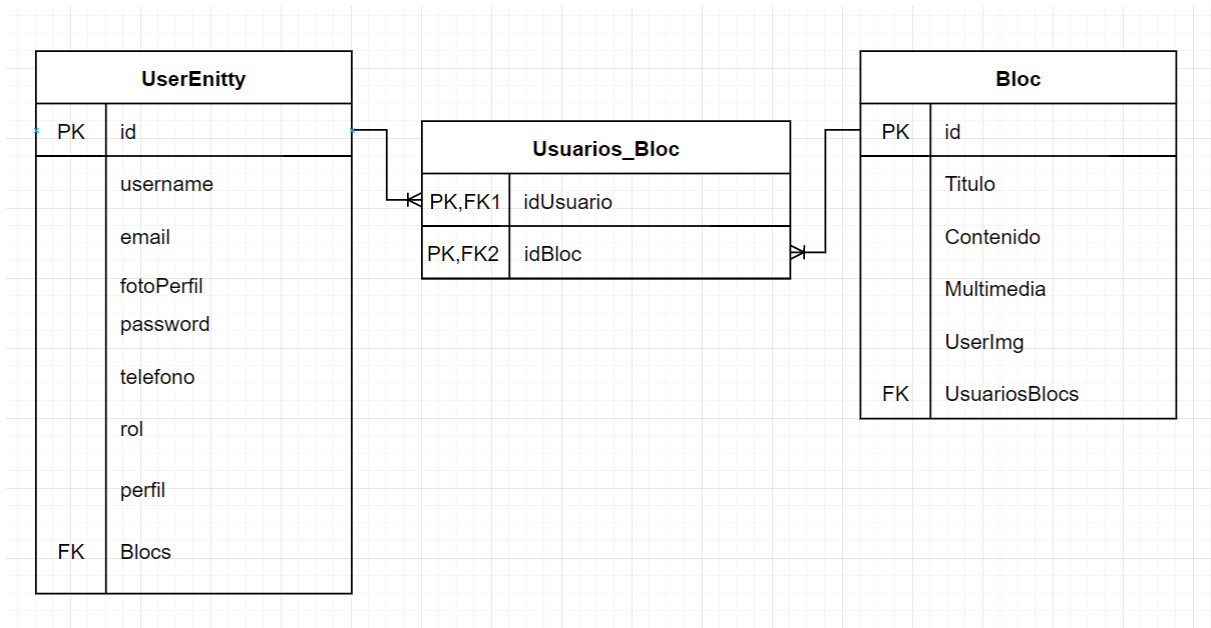 UserEnitty
PK id
username
email
fotoPerfil
password
telefono
rol
perfil
FK Blocs
Usuarios_Bloc
PK,FK1 idUsuario
PK,FK2 idBloc
Bloc
PK id
Titulo
Contenido
Multimedia
UserImg
FK UsuariosBlocs